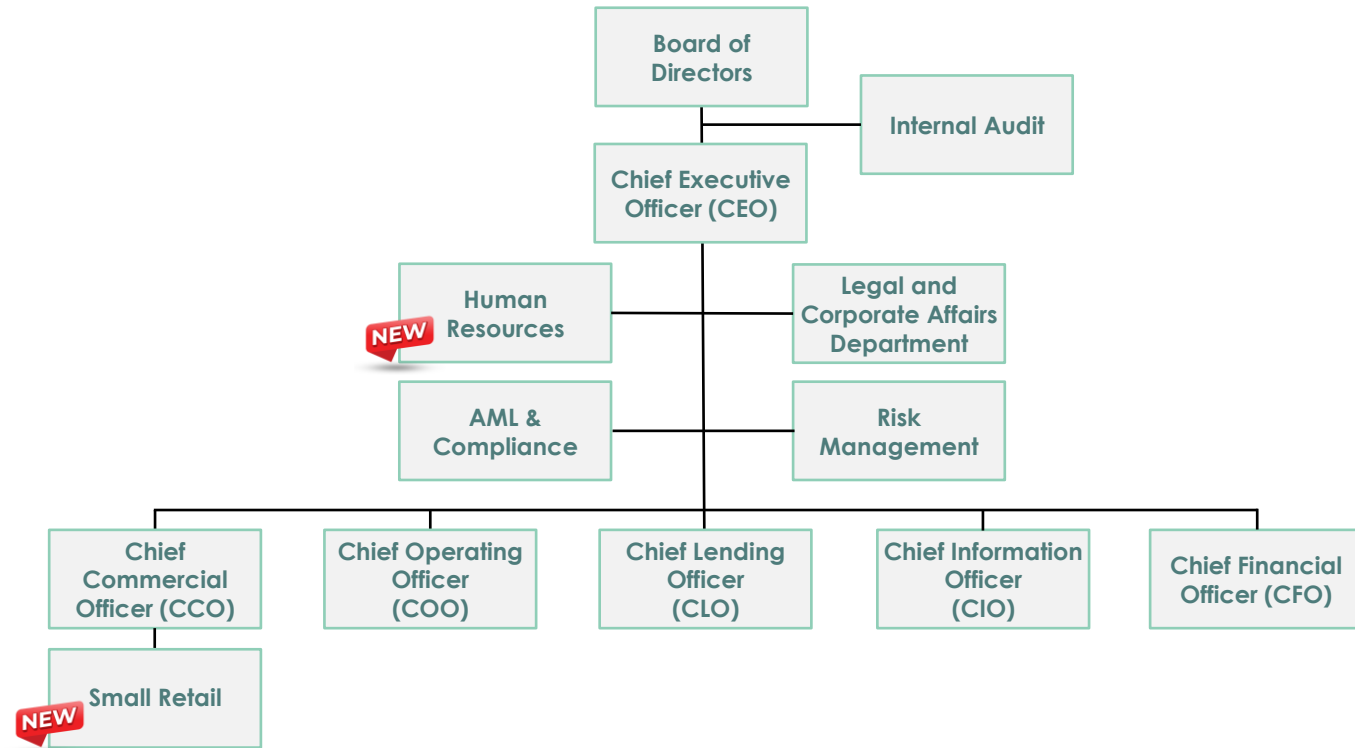 Board of
Directors
Internal Audit
Chief Executive
Officer (CEO)
Human
Resources
NEW
Legal and
Corporate Affairs
Department
AML &
Compliance
Risk
Management
Chief
Commercial
Officer (CCO)
Chief Operating
Officer
(COO)
Chief Lending
Officer
(CLO)
Chief Information
Officer
(CIO)
Chief Financial
Officer (CFO)
Small Retail
NEW